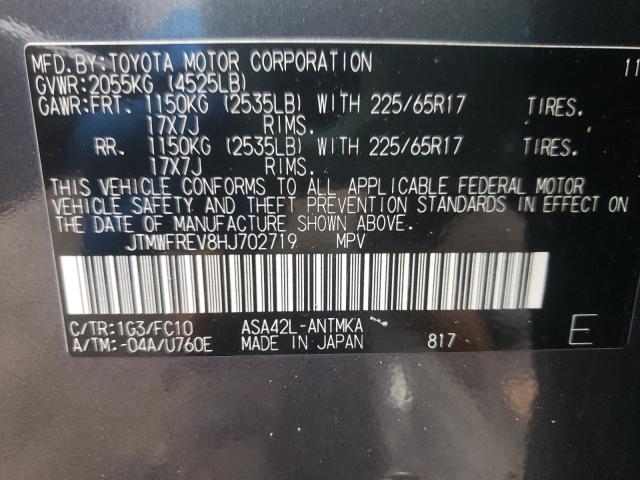 MFD.BY:TOYOTA MOTOR CORPORATION 11
GVWR:2055KG (4525LB)
GAWR:FRT. 1150KG (2535LB) WITH 225/65R17 TIRES.
17X7J RIMS.
RR. 1150KG (2535LB) WITH 225/65R17 TIRES.
17X7J RIMS.
THIS VEHICLE CONFORMS TO ALL APPLICABLE FEDERAL MOTOR
VEHICLE SAFETY AND THEFT PREVENTION STANDARDS IN EFFECT ON
THE DATE OF MANUFACTURE SHOWN ABOVE.
JTMWFREV8HJ702719 MPV
C/TR:1G3/FC10 ASA42L-ANTMKA
A/TM:-04A/U760E MADE IN JAPAN 817 E